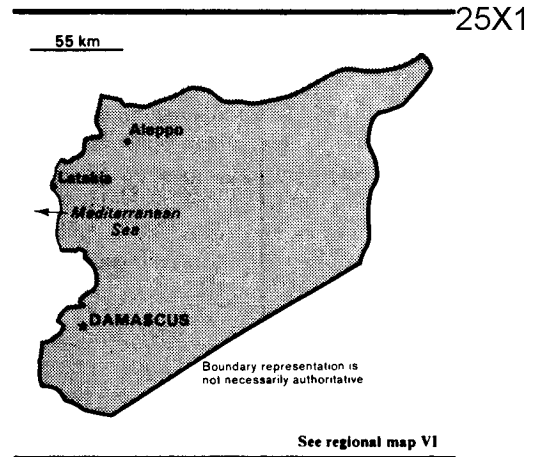 25X1
55 km
Aleppo
Latakia
Mediterranean
Sea
DAMASCUS
Boundary representation is
not necessarily authoritative
See regional map VI